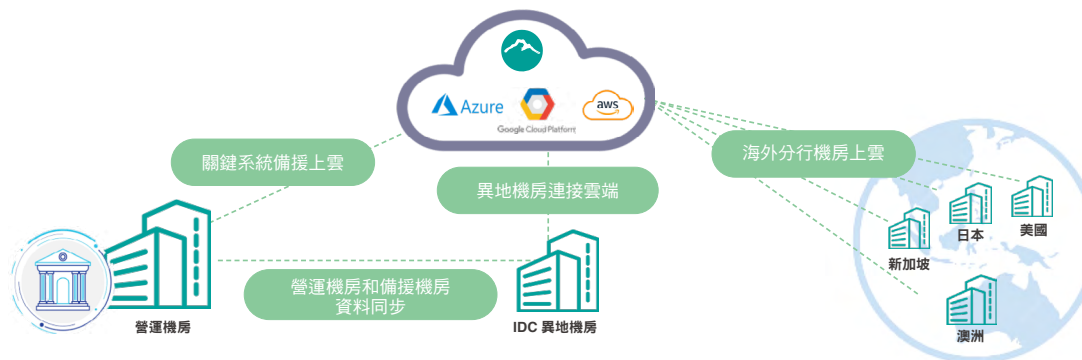 Azure
Google Cloud Platform
aws
關鍵系統備援上雲
異地機房連接雲端
海外分行機房上雲
營運機房和備援機房
資料同步
營運機房
IDC 異地機房
新加坡
日本
美國
澳洲